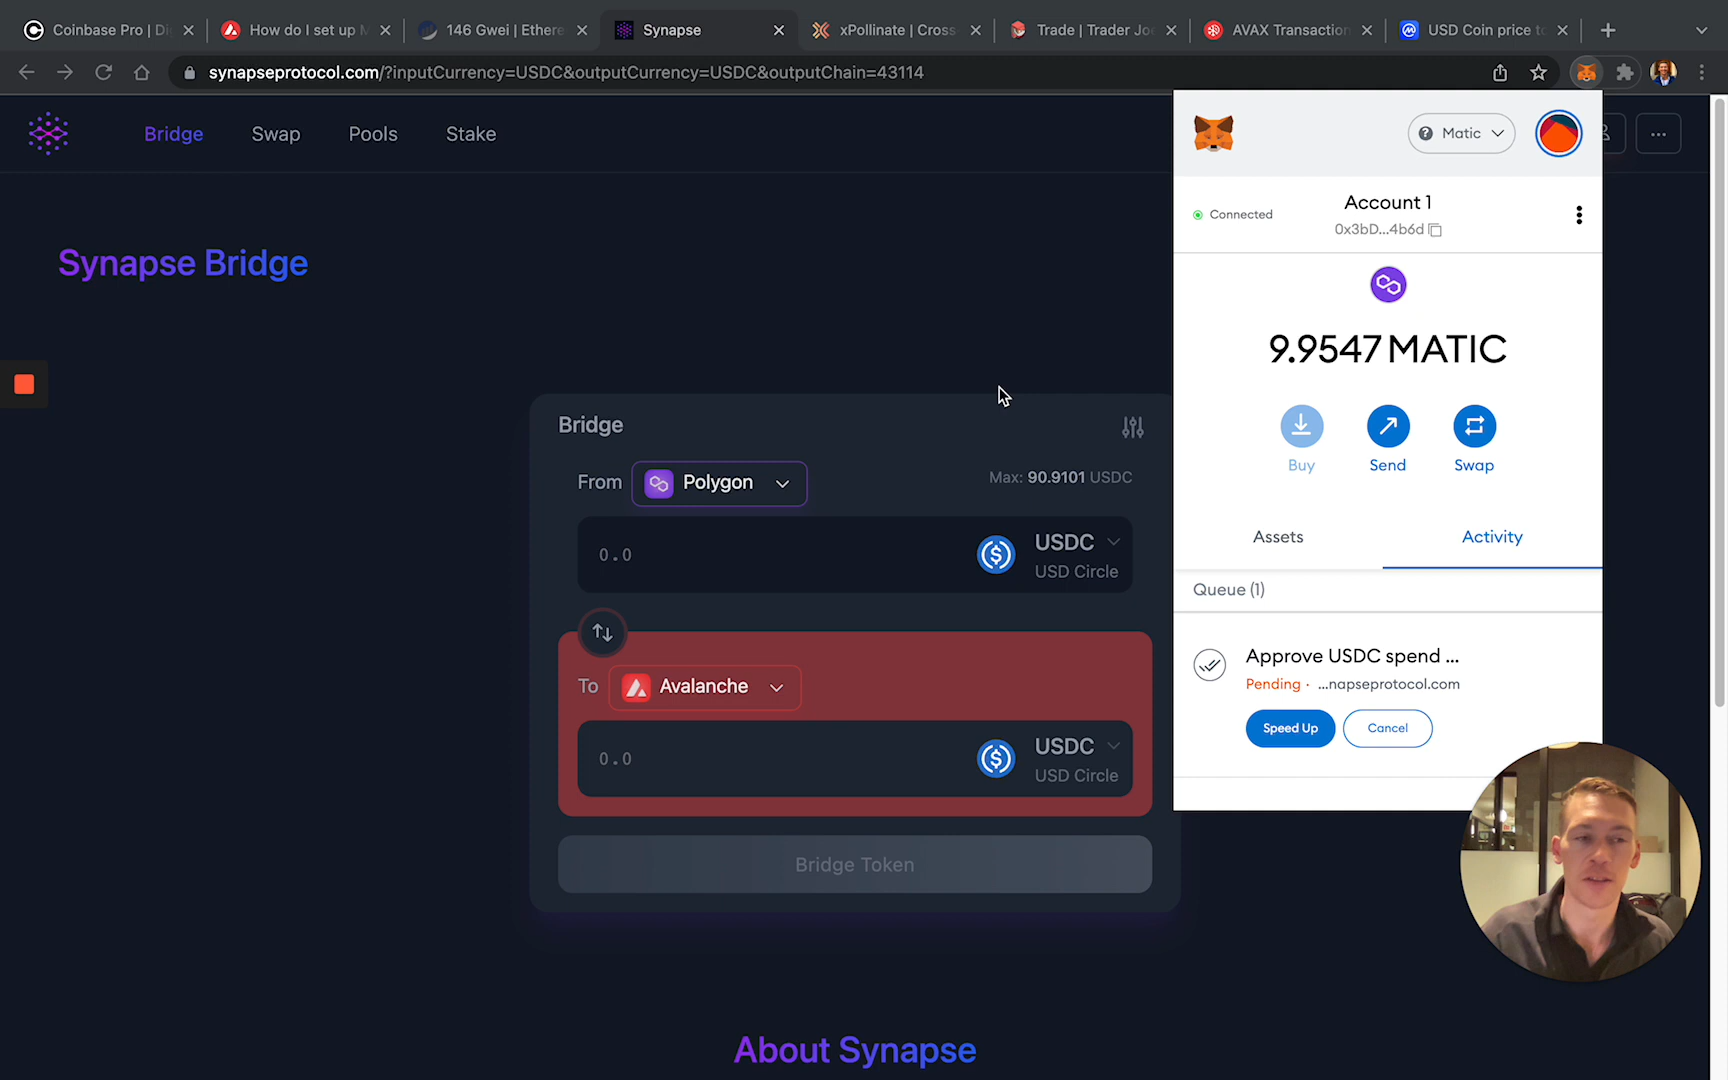 Coinbase Pro | Di
How do I set up M
146 Gwei | Ethere
Synapse
xPollinate | Cross
Trade | Trader Joe
AVAX Transaction
USD Coin price to
synapseprotocol.com/?inputCurrency=USDC&outputCurrency=USDC&outputChain=43114
Bridge
Swap
Pools
Stake
Synapse Bridge
Bridge
From
Polygon
Max: 90.9101 USDC
0.0
USDC
USD Circle
To
Avalanche
0.0
USDC
USD Circle
Bridge Token
About Synapse
Matic
Connected
Account 1
0x3bD...4b6d
9.9547 MATIC
Buy
Send
Swap
Assets
Activity
Queue (1)
Approve USDC spend ...
Pending · ...napseprotocol.com
Speed Up
Cancel